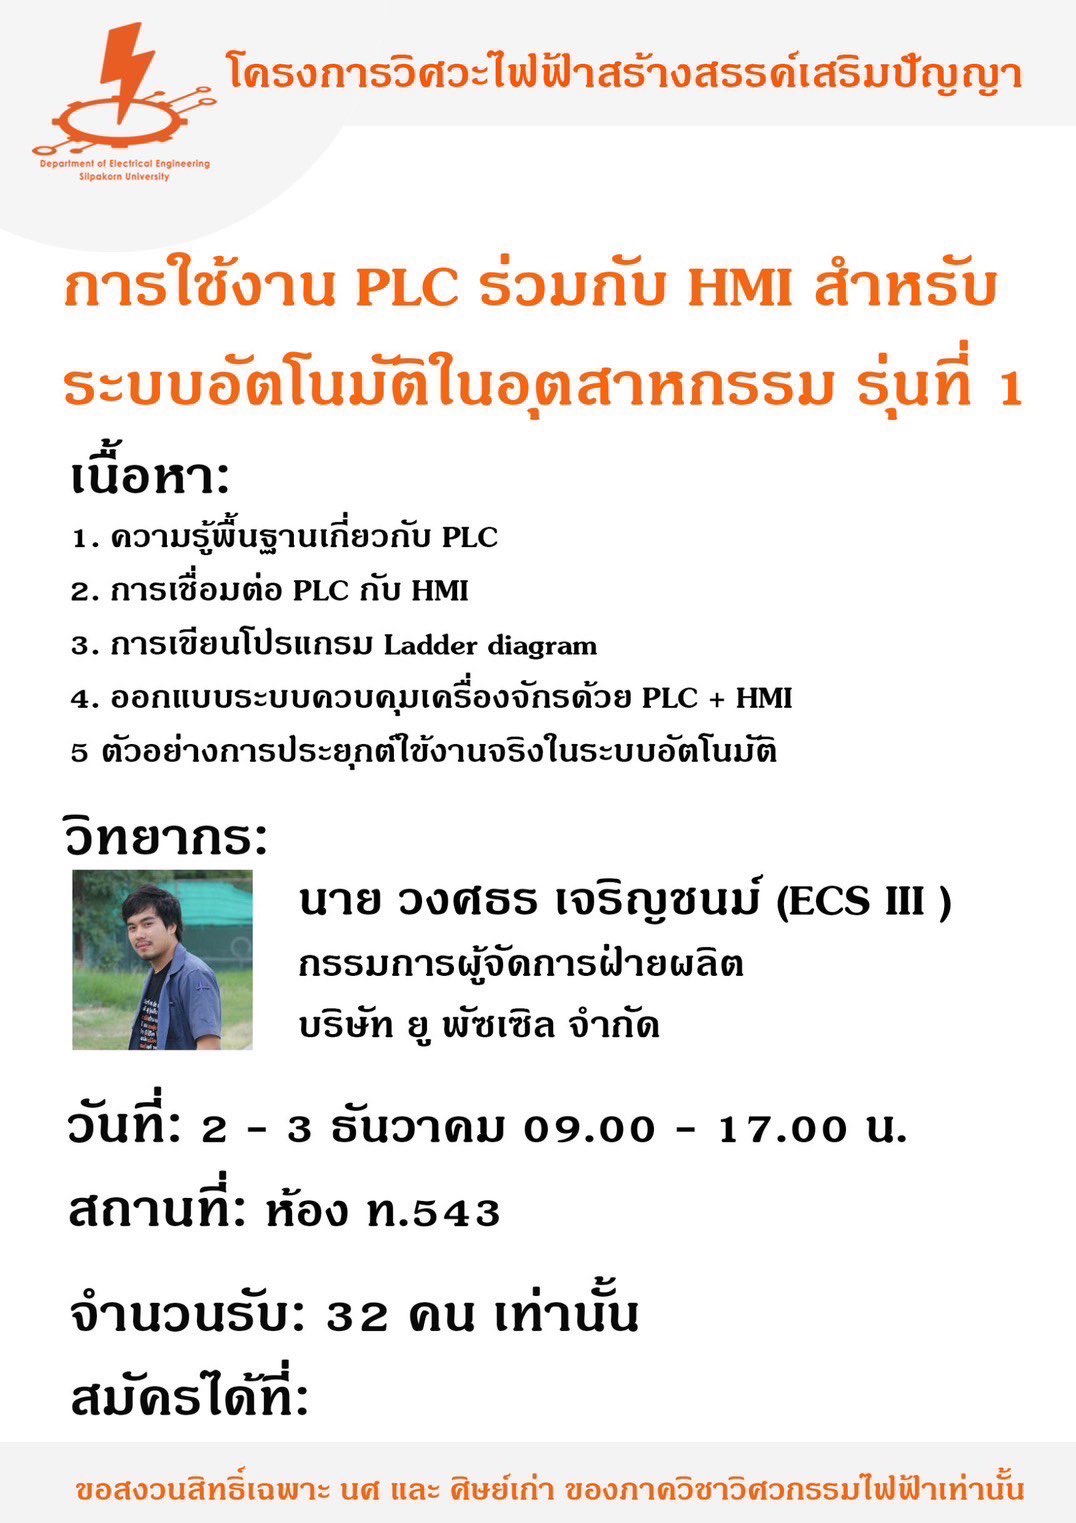 โครงการวิศวะไฟฟ้าสร้างสรรค์เสริมปัญญา
Department of Electrical Engineering
Silpakorn University
การใช้งาน PLC ร่วมกับ HMI สำหรับ
ระบบอัตโนมัติในอุตสาหกรรม รุ่นที่ 1
เนื้อหา:
1. ความรู้พื้นฐานเกี่ยวกับ PLC
2. การเชื่อมต่อ PLC กับ HMI
3. การเขียนโปรแกรม Ladder diagram
4. ออกแบบระบบควบคุมเครื่องจักรด้วย PLC + HMI
5 ตัวอย่างการประยุกต์ใช้งานจริงในระบบอัตโนมัติ
วิทยากร:
นาย วงศธร เจริญชนม์ (ECS III )
กรรมการผู้จัดการฝ่ายผลิต
บริษัท ยู พัซเซิล จำกัด
วันที่: 2 - 3 ธันวาคม 09.00 - 17.00 น.
สถานที่: ห้อง ท.543
จำนวนรับ: 32 คน เท่านั้น
สมัครได้ที่:
ขอสงวนสิทธิ์เฉพาะ นศ และ ศิษย์เก่า ของภาควิชาวิศวกรรมไฟฟ้าเท่านั้น